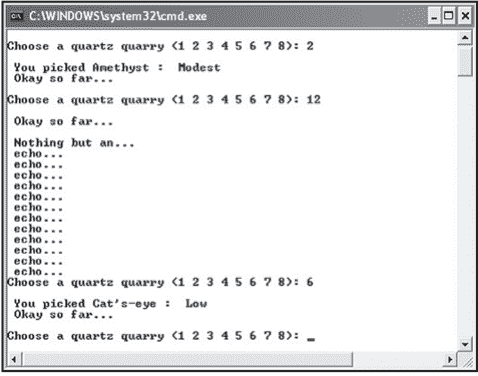 C:\WINDOWS\system32\cmd.exe
Choose a quartz quarry (1 2 3 4 5 6 7 8): 2
You picked Amethyst :  Modest
Okay so far...
Choose a quartz quarry (1 2 3 4 5 6 7 8): 12
Okay so far...
Nothing but an...
echo...
echo...
echo...
echo...
echo...
echo...
echo...
echo...
echo...
echo...
echo...
echo...
Choose a quartz quarry (1 2 3 4 5 6 7 8): 6
You picked Cat's-eye :  Low
Okay so far...
Choose a quartz quarry (1 2 3 4 5 6 7 8): _